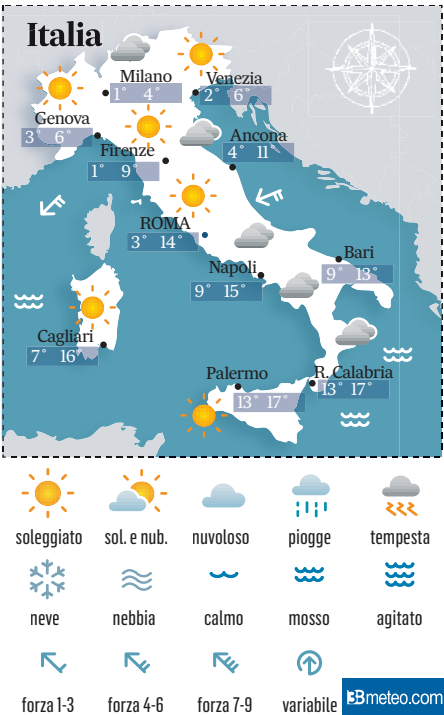 Italia
Milano
1° 4°
Venezia
2° 6°
Genova
3° 6°
Firenze
1° 9°
Ancona
4° 11°
ROMA
3° 14°
Napoli
9° 15°
Bari
9° 13°
Cagliari
7° 16°
Palermo
13° 17°
R. Calabria
13° 17°
soleggiato sol. e nub. nuvoloso piogge tempesta
neve nebbia calmo mosso agitato
forza 1-3 forza 4-6 forza 7-9 variabile
3Bmeteo.com